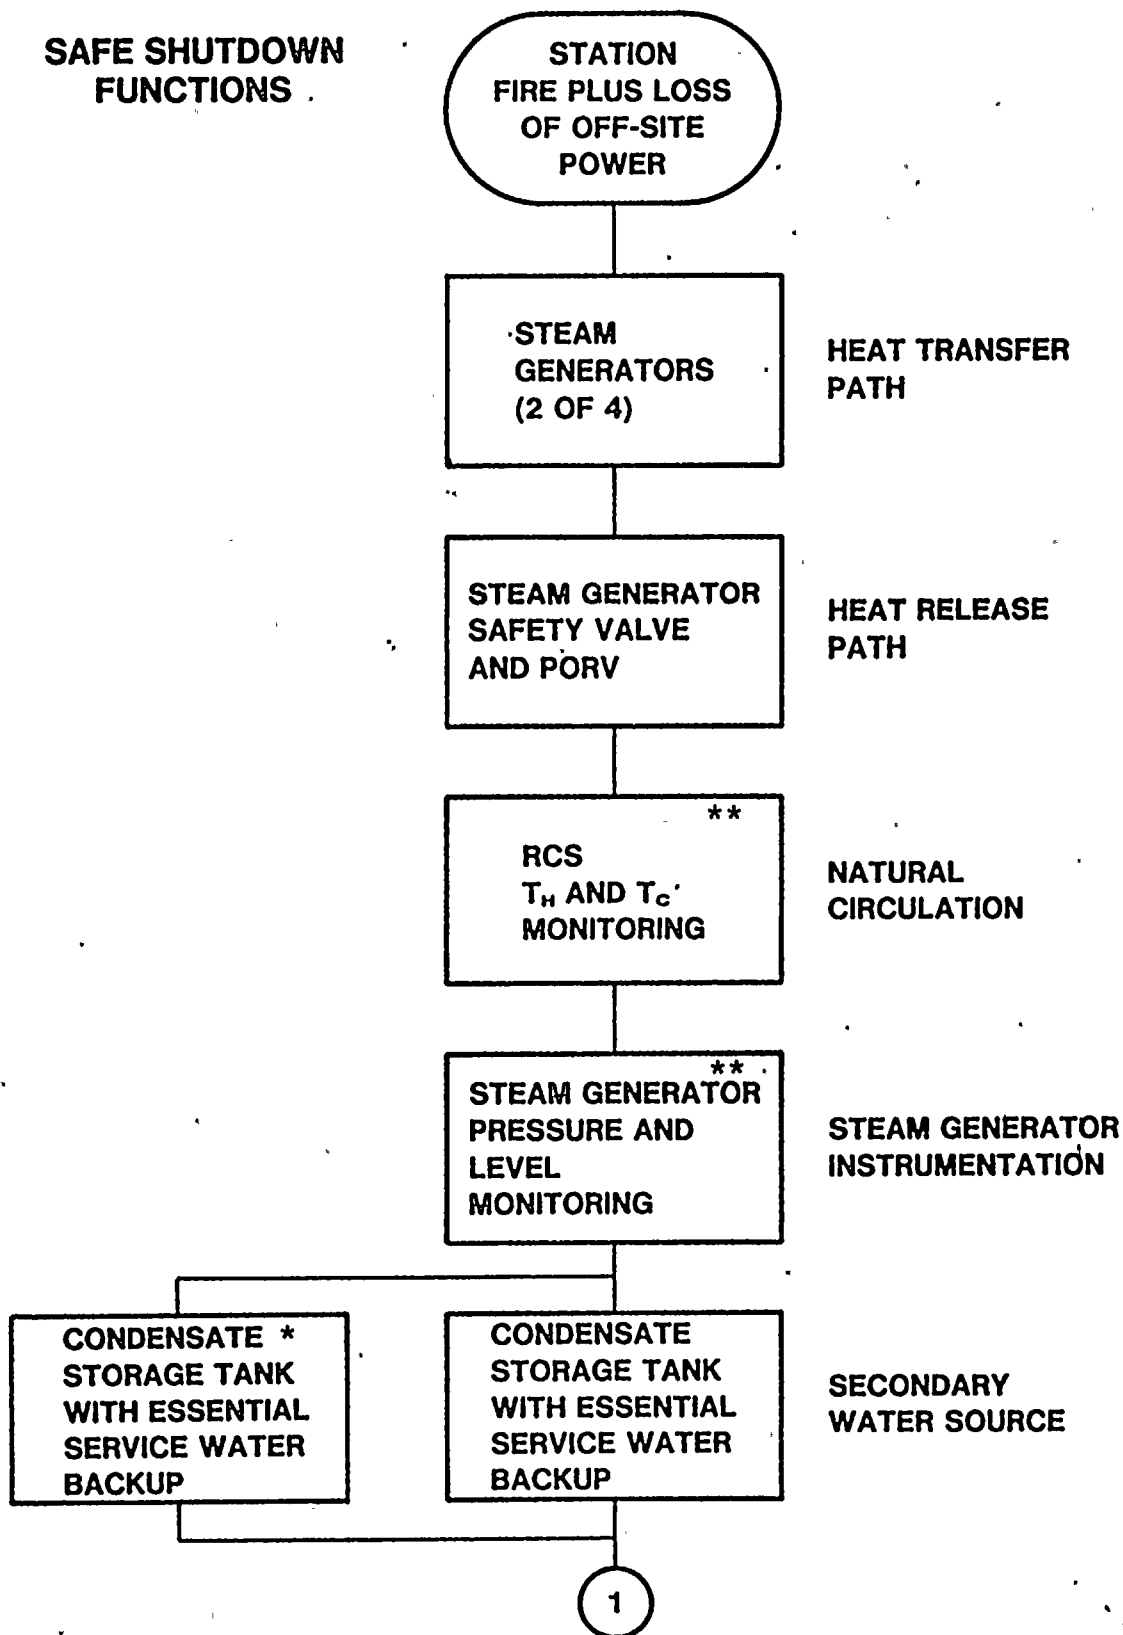 SAFE SHUTDOWN
FUNCTIONS
STATION
FIRE PLUS LOSS
OF OFF-SITE
POWER
STEAM
GENERATORS
(2 OF 4)
HEAT TRANSFER
PATH
STEAM GENERATOR
SAFETY VALVE
AND PORV
HEAT RELEASE
PATH
**
RCS
T_H AND T_C
MONITORING
NATURAL
CIRCULATION
**
STEAM GENERATOR
PRESSURE AND
LEVEL
MONITORING
STEAM GENERATOR
INSTRUMENTATION
CONDENSATE *
STORAGE TANK
WITH ESSENTIAL
SERVICE WATER
BACKUP
CONDENSATE
STORAGE TANK
WITH ESSENTIAL
SERVICE WATER
BACKUP
SECONDARY
WATER SOURCE
1